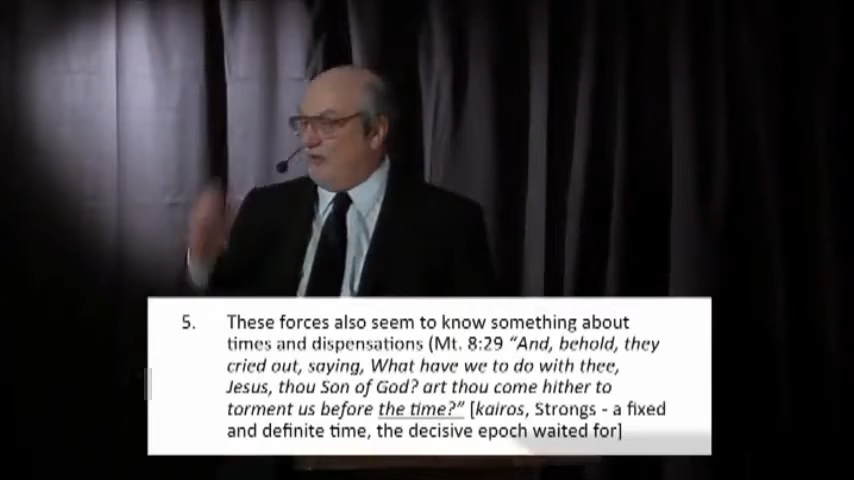 5. These forces also seem to know something about
times and dispensations (Mt. 8:29 “And, behold, they
cried out, saying, What have we to do with thee,
Jesus, thou Son of God? art thou come hither to
torment us before the time?” [kairos, Strongs - a fixed
and definite time, the decisive epoch waited for]